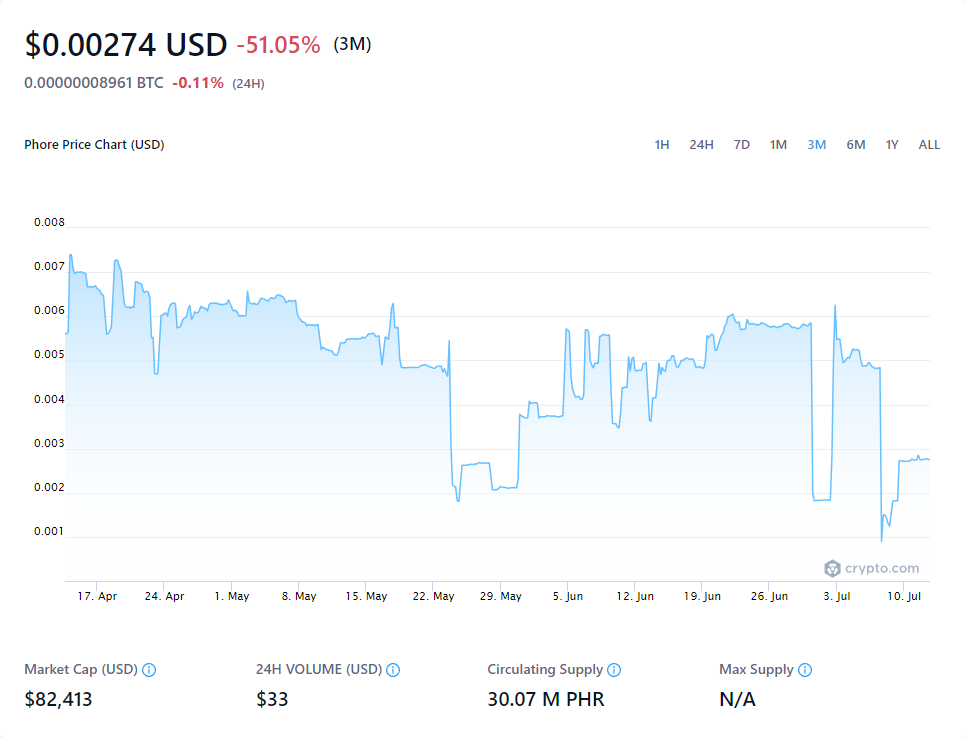 $0.00274 USD -51.05% (3M)
0.00000008961 BTC -0.11% (24H)
Phore Price Chart (USD) 1H 24H 7D 1M 3M 6M 1Y ALL
0.008
0.007
0.006
0.005
0.004
0.003
0.002
0.001
crypto.com
17. Apr 24. Apr 1. May 8. May 15. May 22. May 29. May 5. Jun 12. Jun 19. Jun 26. Jun 3. Jul 10. Jul
Market Cap (USD) 24H VOLUME (USD) Circulating Supply Max Supply
$82,413 $33 30.07 M PHR N/A